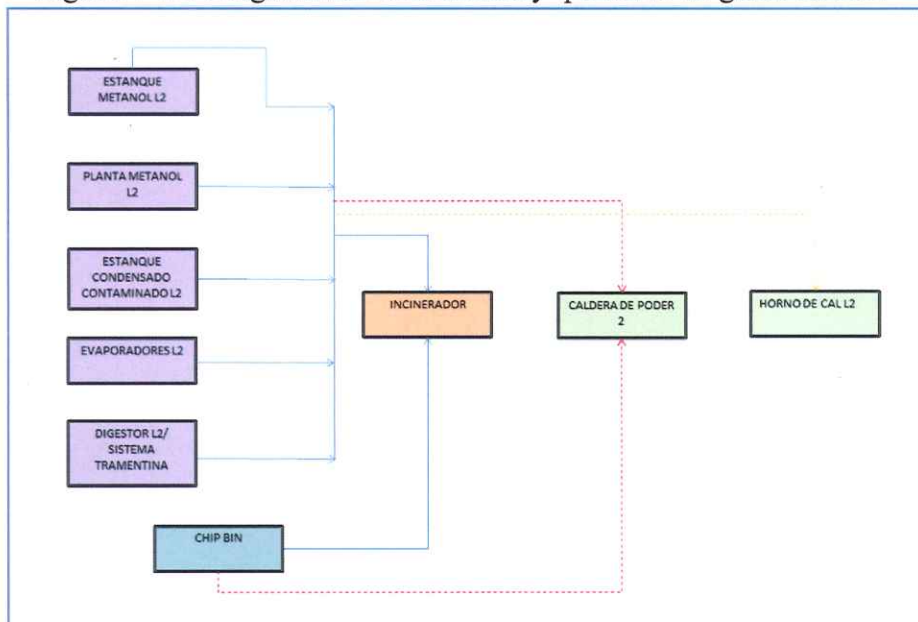 ESTANQUE
METANOL L2
PLANTA METANOL
L2
ESTANQUE
CONDENSADO
CONTAMINADO L2
INCINERADOR
CALDERA DE PODER
2
HORNO DE CAL L2
EVAPORADORES L2
DIGESTOR L2/
SISTEMA
TRAMENTINA
CHIP BIN